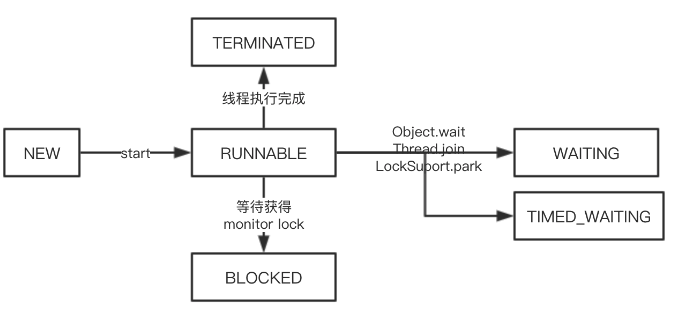 TERMINATED
线程执行完成
NEW
start
RUNNABLE
Object.wait
Thread.join
LockSuport.park
WAITING
TIMED_WAITING
等待获得
monitor lock
BLOCKED